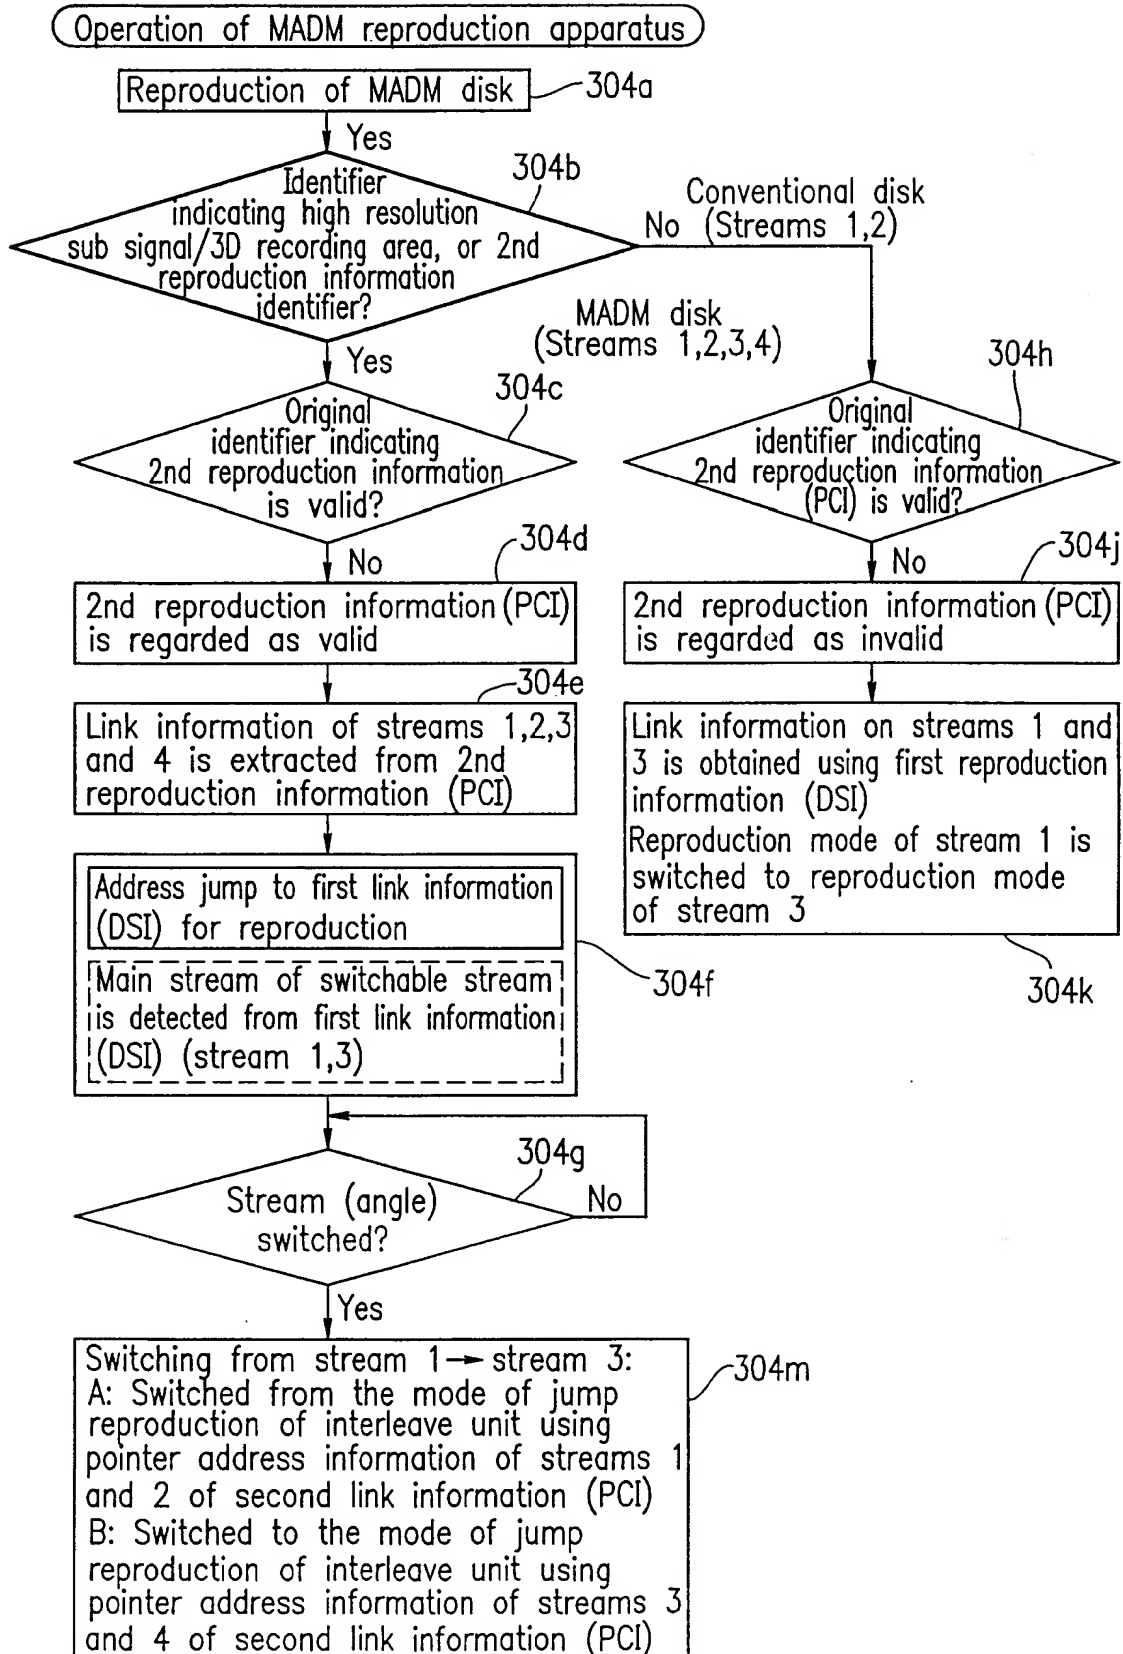 Operation of MADM reproduction apparatus
Reproduction of MADM disk
304a
Yes
304b
Identifier
indicating high resolution
sub signal/3D recording area, or 2nd
reproduction information
identifier?
Conventional disk
No (Streams 1,2)
MADM disk
(Streams 1,2,3,4)
Yes
304c
Original
identifier indicating
2nd reproduction information
is valid?
304h
Original
identifier indicating
2nd reproduction information
(PCI) is valid?
No
304d
2nd reproduction information (PCI)
is regarded as valid
No
304j
2nd reproduction information (PCI)
is regarded as invalid
304e
Link information of streams 1,2,3
and 4 is extracted from 2nd
reproduction information (PCI)
Link information on streams 1 and
3 is obtained using first reproduction
information (DSI)
Reproduction mode of stream 1 is
switched to reproduction mode
of stream 3
304k
Address jump to first link information
(DSI) for reproduction
Main stream of switchable stream
is detected from first link information
(DSI) (stream 1,3)
304f
304g
Stream (angle)
switched?
No
Yes
Switching from stream 1→ stream 3:
A: Switched from the mode of jump
reproduction of interleave unit using
pointer address information of streams 1
and 2 of second link information (PCI)
B: Switched to the mode of jump
reproduction of interleave unit using
pointer address information of streams 3
and 4 of second link information (PCI)
304m